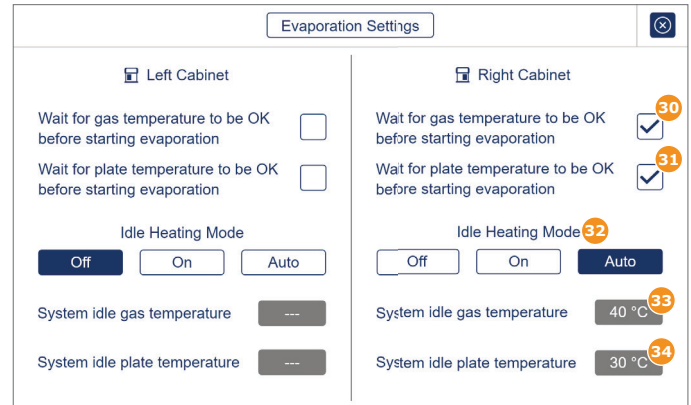 Evaporation Settings
Left Cabinet
Wait for gas temperature to be OK
before starting evaporation
Wait for plate temperature to be OK
before starting evaporation
Idle Heating Mode
Off On Auto
System idle gas temperature ---
System idle plate temperature ---
Right Cabinet
Wait for gas temperature to be OK
before starting evaporation
30
Wait for plate temperature to be OK
before starting evaporation
31
Idle Heating Mode 32
Off On Auto
System idle gas temperature 40 °C 33
System idle plate temperature 30 °C 34